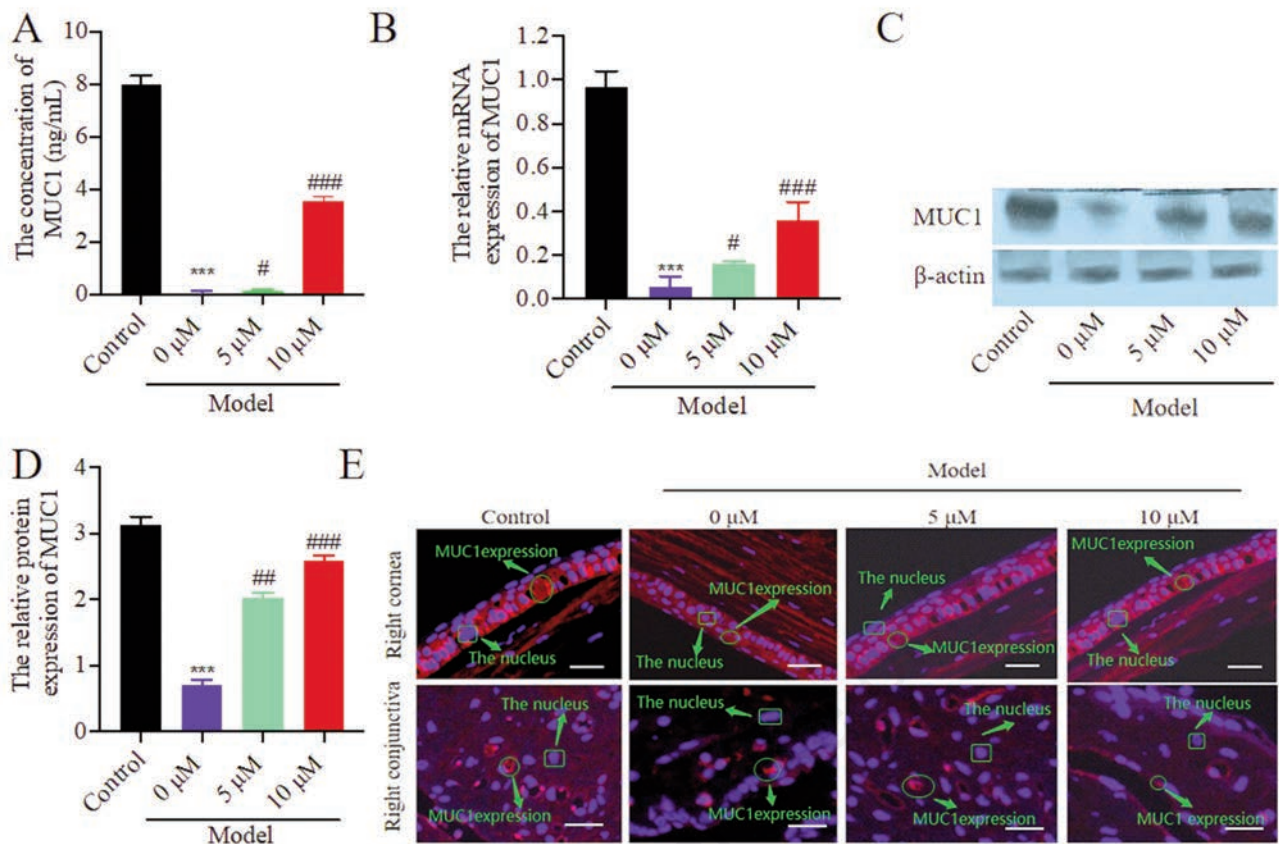 A
The concentration of
MUC1 (ng/mL)
10
8
6
4
2
0
***
#
###
Control
0 μM
5 μM
10 μM
Model
B
The relative mRNA
expression of MUC1
1.2
1.0
0.8
0.6
0.4
0.2
0.0
***
#
###
Control
0 μM
5 μM
10 μM
Model
C
MUC1
β-actin
Control
0 μM
5 μM
10 μM
Model
D
The relative protein
expression of MUC1
4
3
2
1
0
***
##
###
Control
0 μM
5 μM
10 μM
Model
E
Model
Control
0 μM
5 μM
10 μM
Right cornea
MUC1expression
The nucleus
MUC1expression
The nucleus
The nucleus
MUC1expression
MUC1expression
The nucleus
Right conjunctiva
The nucleus
MUC1expression
The nucleus
MUC1expression
The nucleus
MUC1expression
The nucleus
MUC1 expression